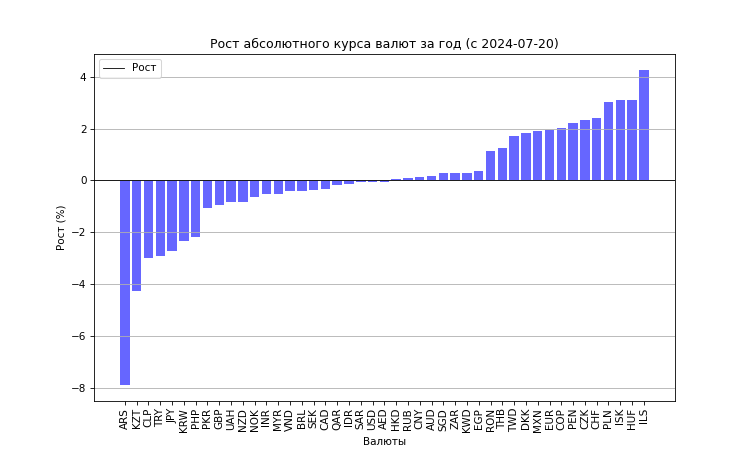 Рост абсолютного курса валют за год (с 2024-07-20)
Рост
4
2
0
−2
−4
−6
−8
Рост (%)
ARS KZT CLP TRY JPY KRW PHP PKR GBP UAH NZD NOK INR MYR VND BRL SEK CAD QAR IDR SAR USD AED HKD RUB CNY AUD SGD ZAR KWD EGP RON THB TWD DKK MXN EUR COP PEN CZK CHF PLN ISK HUF ILS
Валюты